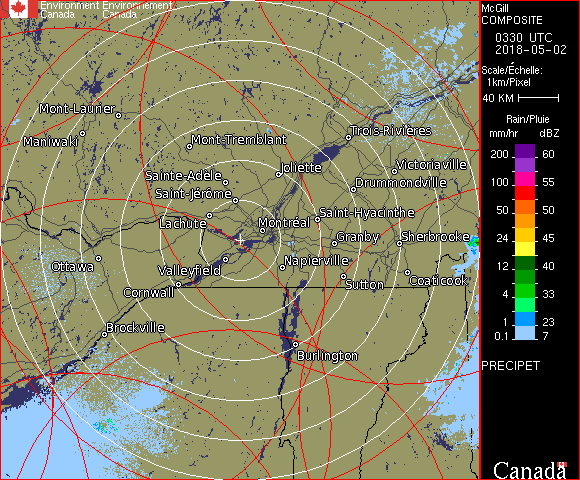 Environment Environnement
Canada Canada
McGill
COMPOSITE
0330 UTC
2018-05-02
Scale/Échelle:
1km/Pixel
40 KM
Rain/Pluie
mm/hr dBZ
200 60
150 57
100 55
50 50
24 45
12 40
4 33
1 23
0.1 7
PRECIPET
Canada
Mont-Laurier
Maniwaki
Mont-Tremblant
Trois-Rivières
Joliette
Victoriaville
Sainte-Adèle
Drummondville
Saint-Jérôme
Lachute
Montréal
Saint-Hyacinthe
Granby
Sherbrooke
Ottawa
Valleyfield
Napierville
Cornwall
Sutton
Coaticook
Brockville
Burlington